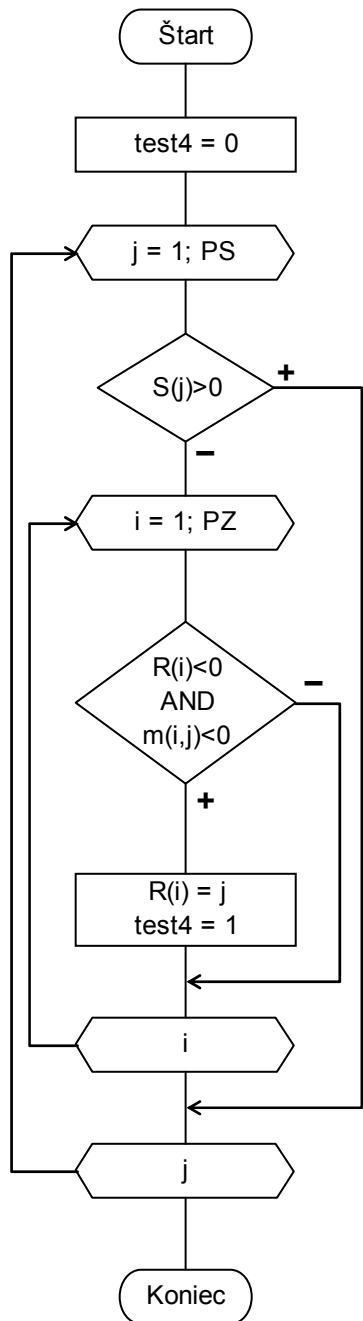 Štart
test4 = 0
j = 1; PS
S(j)>0
+
–
i = 1; PZ
R(i)<0
AND
m(i,j)<0
–
+
R(i) = j
test4 = 1
i
j
Koniec